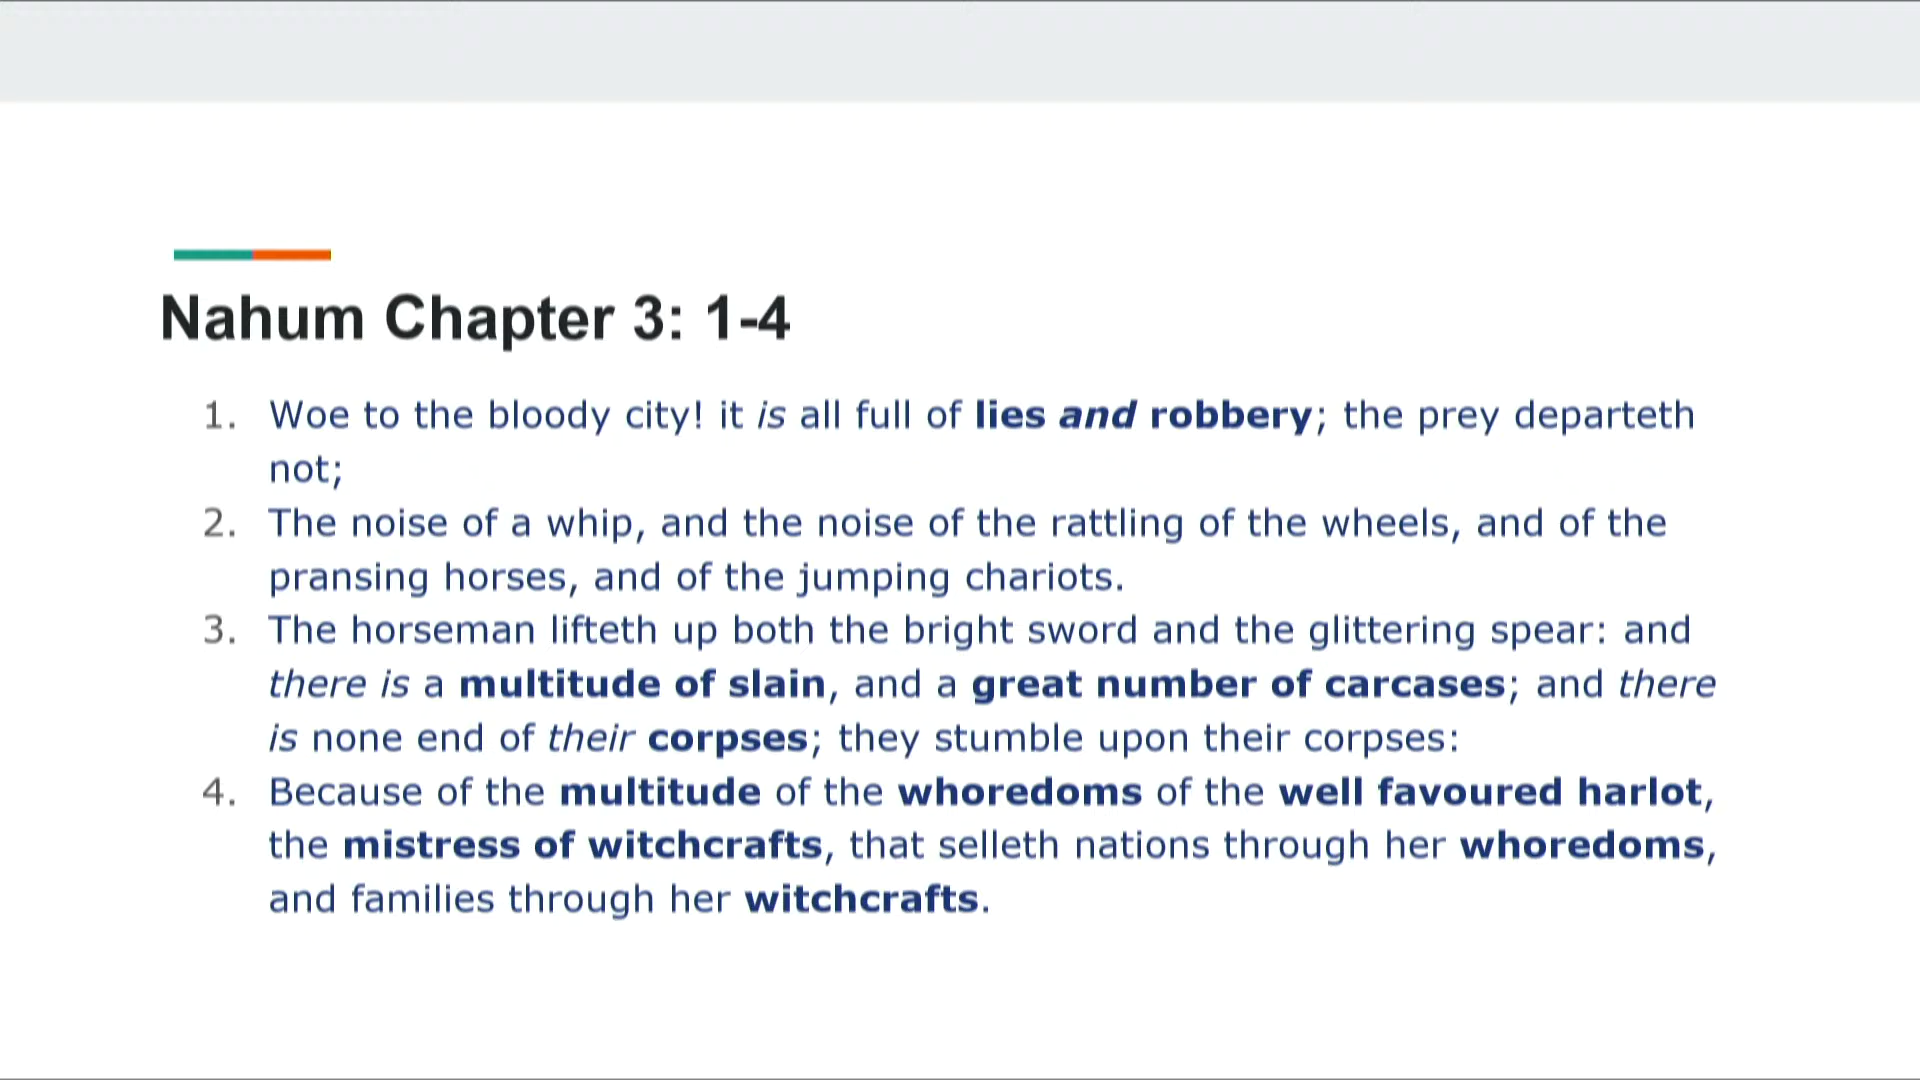 Nahum Chapter 3: 1-4
1. Woe to the bloody city! it is all full of lies and robbery; the prey departeth
not;
2. The noise of a whip, and the noise of the rattling of the wheels, and of the
pransing horses, and of the jumping chariots.
3. The horseman lifteth up both the bright sword and the glittering spear: and
there is a multitude of slain, and a great number of carcases; and there
is none end of their corpses; they stumble upon their corpses:
4. Because of the multitude of the whoredoms of the well favoured harlot,
the mistress of witchcrafts, that selleth nations through her whoredoms,
and families through her witchcrafts.